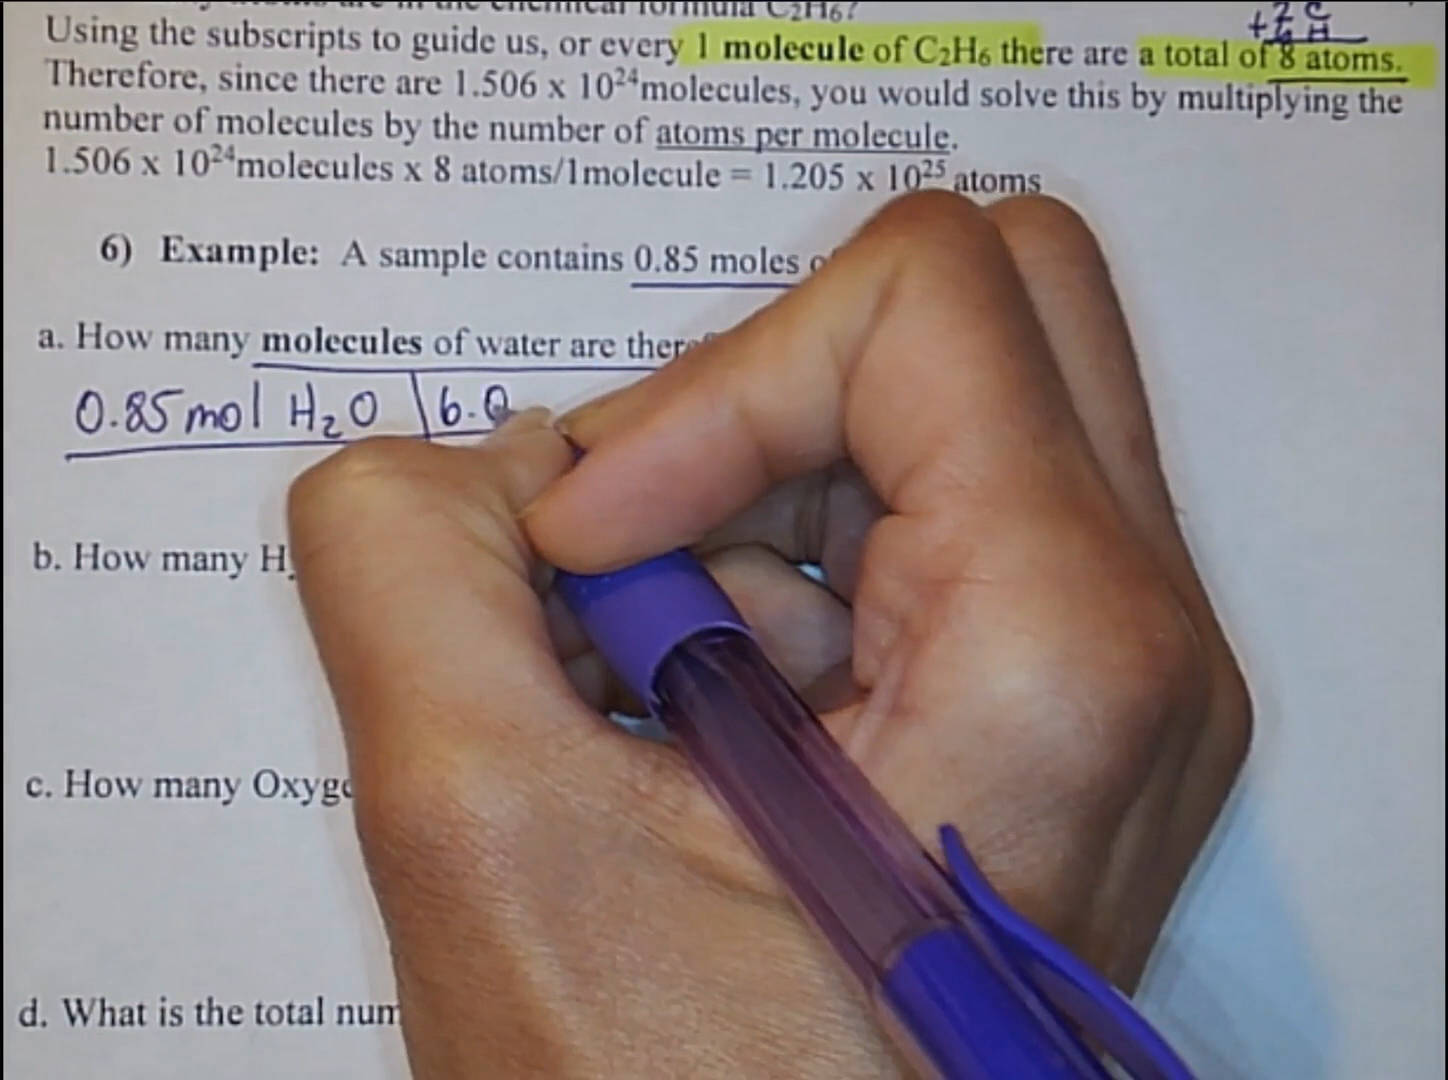 C₂H₆?
+ 2 C
6 H
Using the subscripts to guide us, or every 1 molecule of C₂H₆ there are a total of 8 atoms.
Therefore, since there are 1.506 x 10²⁴molecules, you would solve this by multiplying the
number of molecules by the number of atoms per molecule.
1.506 x 10²⁴molecules x 8 atoms/1molecule = 1.205 x 10²⁵ atoms
6) Example: A sample contains 0.85 moles
a. How many molecules of water are
0.85 mol H₂O | 6.0
b. How many H
c. How many
d. What is the total